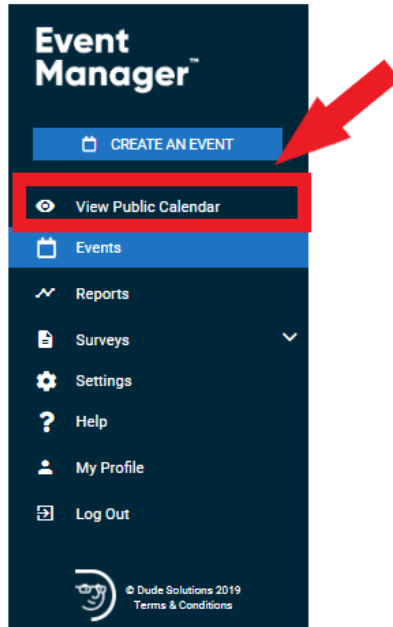 Event
Manager™
CREATE AN EVENT
View Public Calendar
Events
Reports
Surveys
Settings
Help
My Profile
Log Out
© Dude Solutions 2019
Terms & Conditions